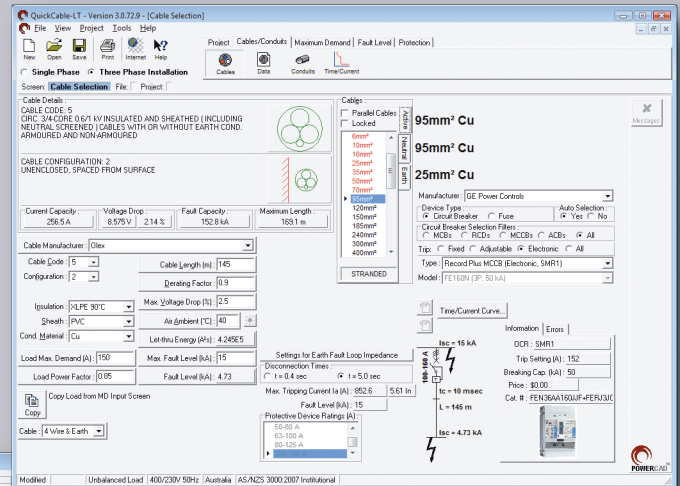 QuickCable-LT - Version 3.0.72.9 - [Cable Selection]
File View Project Tools Help
New Open Save Print Internet Help
Project Cables/Conduits Maximum Demand Fault Level Protection
Cables Data Conduits Time/Current
Single Phase Three Phase Installation
Screen: Cable Selection File: Project:
Cable Details :
CABLE CODE: 5
CIRC. 3/4-CORE 0.6/1 kV INSULATED AND SHEATHED ( INCLUDING
NEUTRAL SCREENED ) CABLES WITH OR WITHOUT EARTH COND.
ARMOURED AND NON-ARMOURED
CABLE CONFIGURATION: 2
UNENCLOSED, SPACED FROM SURFACE
Current Capacity : Voltage Drop : Fault Capacity : Maximum Length :
256.5 A 8.575 V 2.14 % 152.8 kA 169.1 m
Cable Manufacturer : Olex
Cable Code : 5
Configuration : 2
Insulation : XLPE 90°C
Sheath : PVC
Cond. Material : Cu
Load Max. Demand (A) : 150
Load Power Factor : 0.85
Copy
Copy Load from MD Input Screen
Cable : 4 Wire & Earth
Cable Length (m) : 145
Derating Factor : 0.9
Max. Voltage Drop (%) : 2.5
Air Ambient (°C) : 40
Let-thru Energy (A²s) : 4.245E5
Max. Fault Level (kA) : 15
Fault Level (kA) : 4.73
Cables :
Parallel Cables
Locked
6mm²
10mm²
16mm²
25mm²
35mm²
50mm²
70mm²
95mm²
120mm²
150mm²
185mm²
240mm²
300mm²
400mm²
STRANDED
Active
Neutral
Earth
95mm² Cu
95mm² Cu
25mm² Cu
Messages
Manufacturer : GE Power Controls
Device Type :
Circuit Breaker Fuse
Auto Selection :
Yes No
Circuit Breaker Selection Filters :
MCBs RCDs MCCBs ACBs All
Trip: Fixed Adjustable Electronic All
Type : Record Plus MCCB (Electronic, SMR1)
Model : FE160N (3P, 50 kA)
Time/Current Curve...
Settings for Earth Fault Loop Impedance
Disconnection Times :
t = 0.4 sec t = 5.0 sec
Max. Tripping Current Ia (A) : 852.6 5.61 In
Fault Level (kA) : 15
Protective Device Ratings (A) :
50-80 A
63-100 A
80-125 A
Isc = 15 kA
100-160 A
tc = 10 msec
L = 145 m
Isc = 4.73 kA
Information Errors
OCR : SMR1
Trip Setting (A) : 152
Breaking Cap. (kA) : 50
Price : $0.00
Cat. # : FEN36AA160JJF+FERJ3JC
POWERCAD
Modified Unbalanced Load 400/230V 50Hz Australia AS/NZS 3000:2007 Institutional